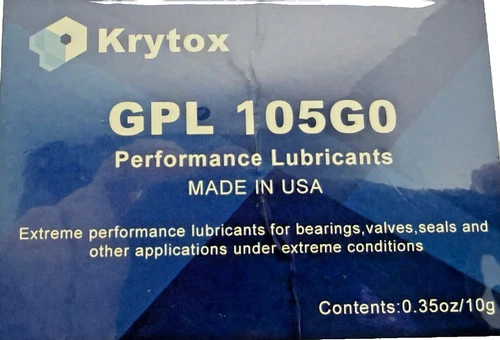 Krytox
GPL 105G0
Performance Lubricants
MADE IN USA
Extreme performance lubricants for bearings,valves,seals and
other applications under extreme conditions
Contents:0.35oz/10g